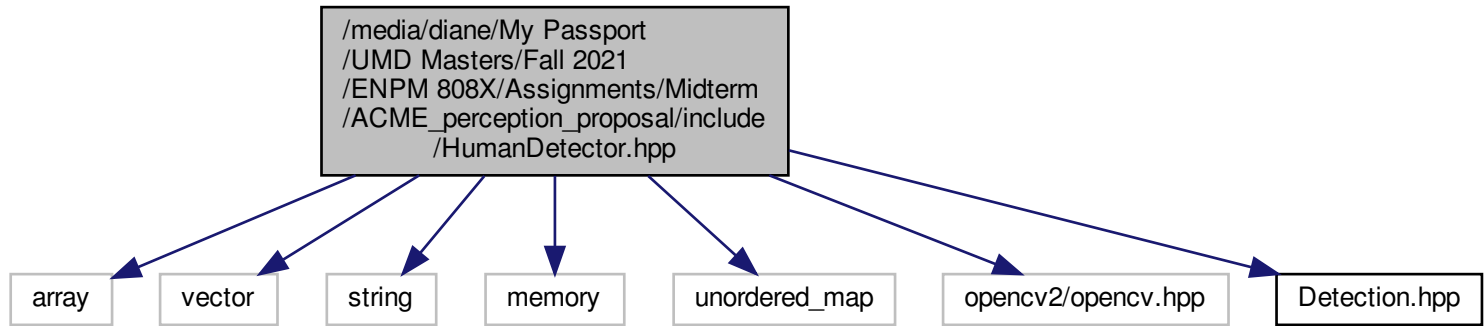 /media/diane/My Passport
/UMD Masters/Fall 2021
/ENPM 808X/Assignments/Midterm
/ACME_perception_proposal/include
/HumanDetector.hpp
array
vector
string
memory
unordered_map
opencv2/opencv.hpp
Detection.hpp